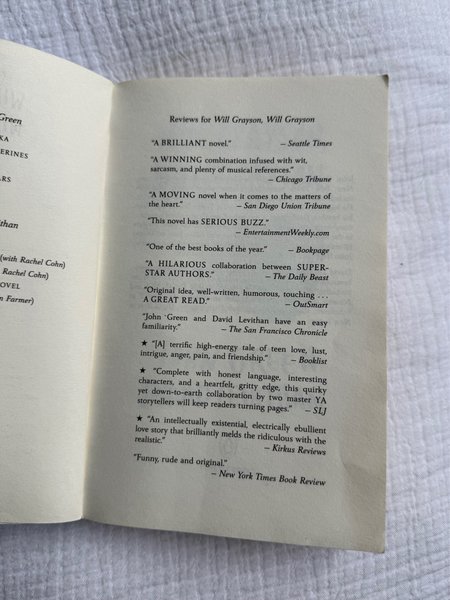 Green
KA
ERINES
ARS
ithan
(with Rachel Cohn)
Rachel Cohn)
OVEL
n Farmer)
Reviews for Will Grayson, Will Grayson
"A BRILLIANT novel." – Seattle Times
"A WINNING combination infused with wit,
sarcasm, and plenty of musical references."
– Chicago Tribune
"A MOVING novel when it comes to the matters of
the heart." – San Diego Union Tribune
"This novel has SERIOUS BUZZ."
– EntertainmentWeekly.com
"One of the best books of the year." – Bookpage
"A HILARIOUS collaboration between SUPER-
STAR AUTHORS." – The Daily Beast
"Original idea, well-written, humorous, touching . . .
A GREAT READ." – OutSmart
"John Green and David Levithan have an easy
familiarity." – The San Francisco Chronicle
★ "[A] terrific high-energy tale of teen love, lust,
intrigue, anger, pain, and friendship." – Booklist
★ "Complete with honest language, interesting
characters, and a heartfelt, gritty edge, this quirky
yet down-to-earth collaboration by two master YA
storytellers will keep readers turning pages." – SLJ
★ "An intellectually existential, electrically ebullient
love story that brilliantly melds the ridiculous with the
realistic." – Kirkus Reviews
"Funny, rude and original."
– New York Times Book Review